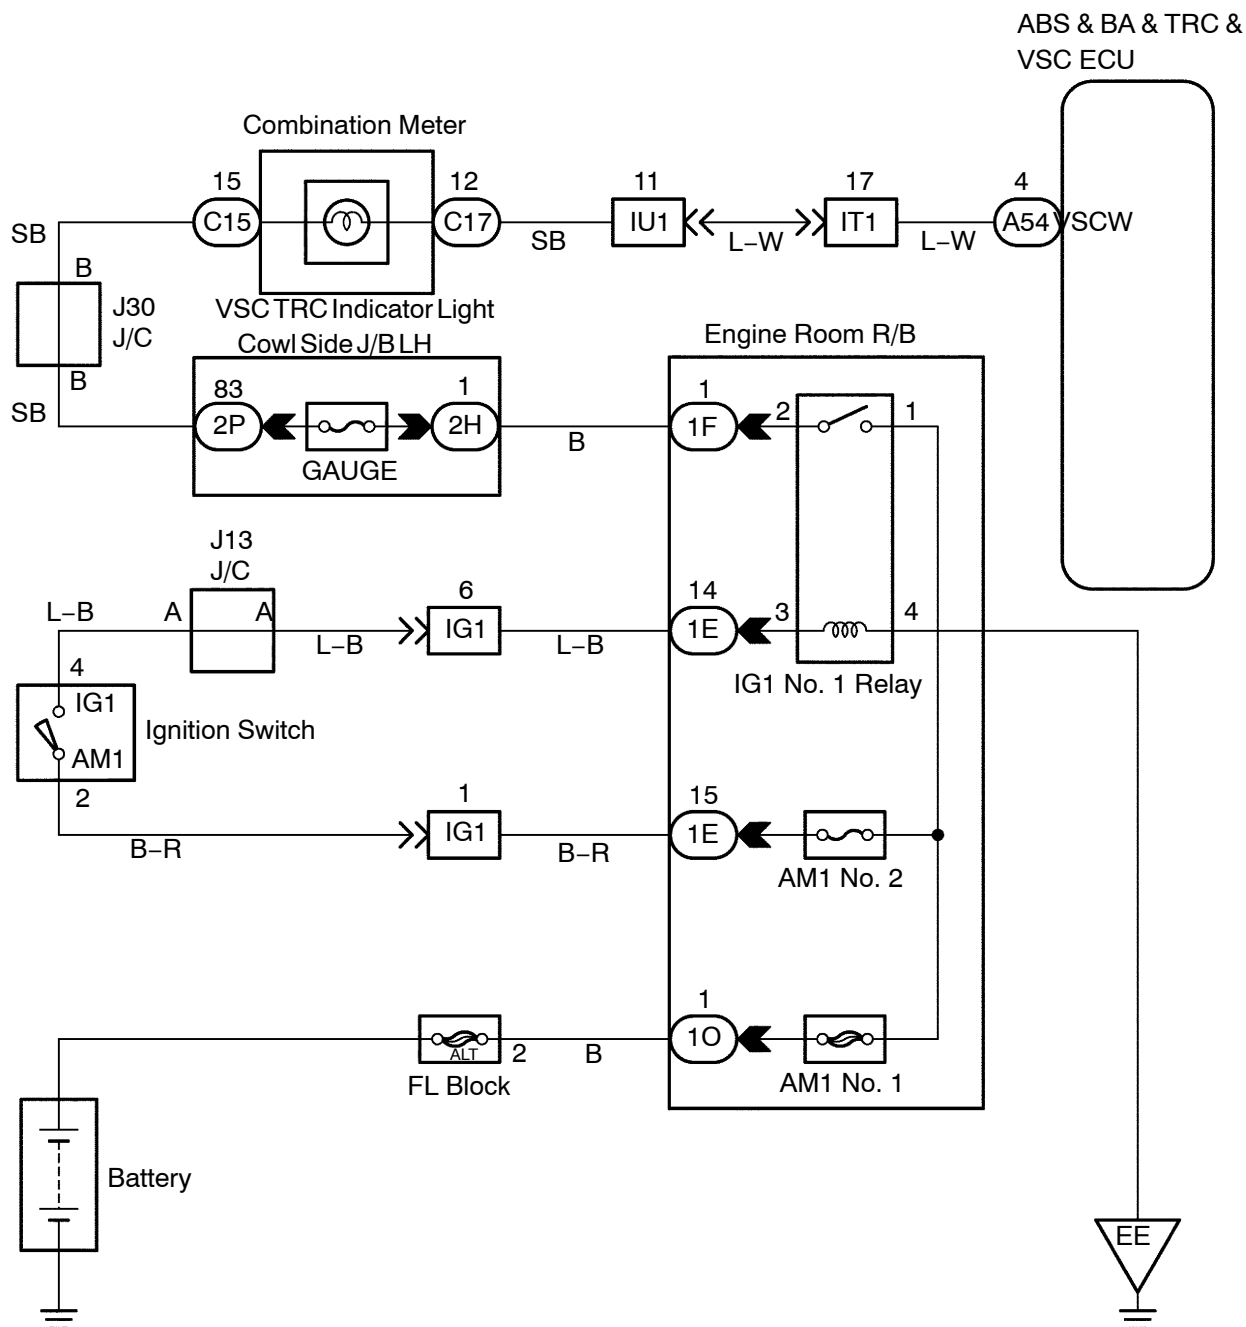 ABS & BA & TRC &
VSC ECU
Combination Meter
15
12
11
17
4
C15
C17
IU1
IT1
A54
VSCW
SB
SB
L–W
L–W
B
J30
J/C
B
SB
VSC TRC Indicator Light
Cowl Side J/B LH
Engine Room R/B
83
1
1
2P
2H
1F
2
1
GAUGE
B
J13
J/C
6
14
L–B
A
A
L–B
IG1
L–B
1E
3
4
IG1 No. 1 Relay
4
IG1
AM1
Ignition Switch
2
1
15
B–R
IG1
B–R
1E
AM1 No. 2
1
ALT
2
B
1O
FL Block
AM1 No. 1
Battery
EE